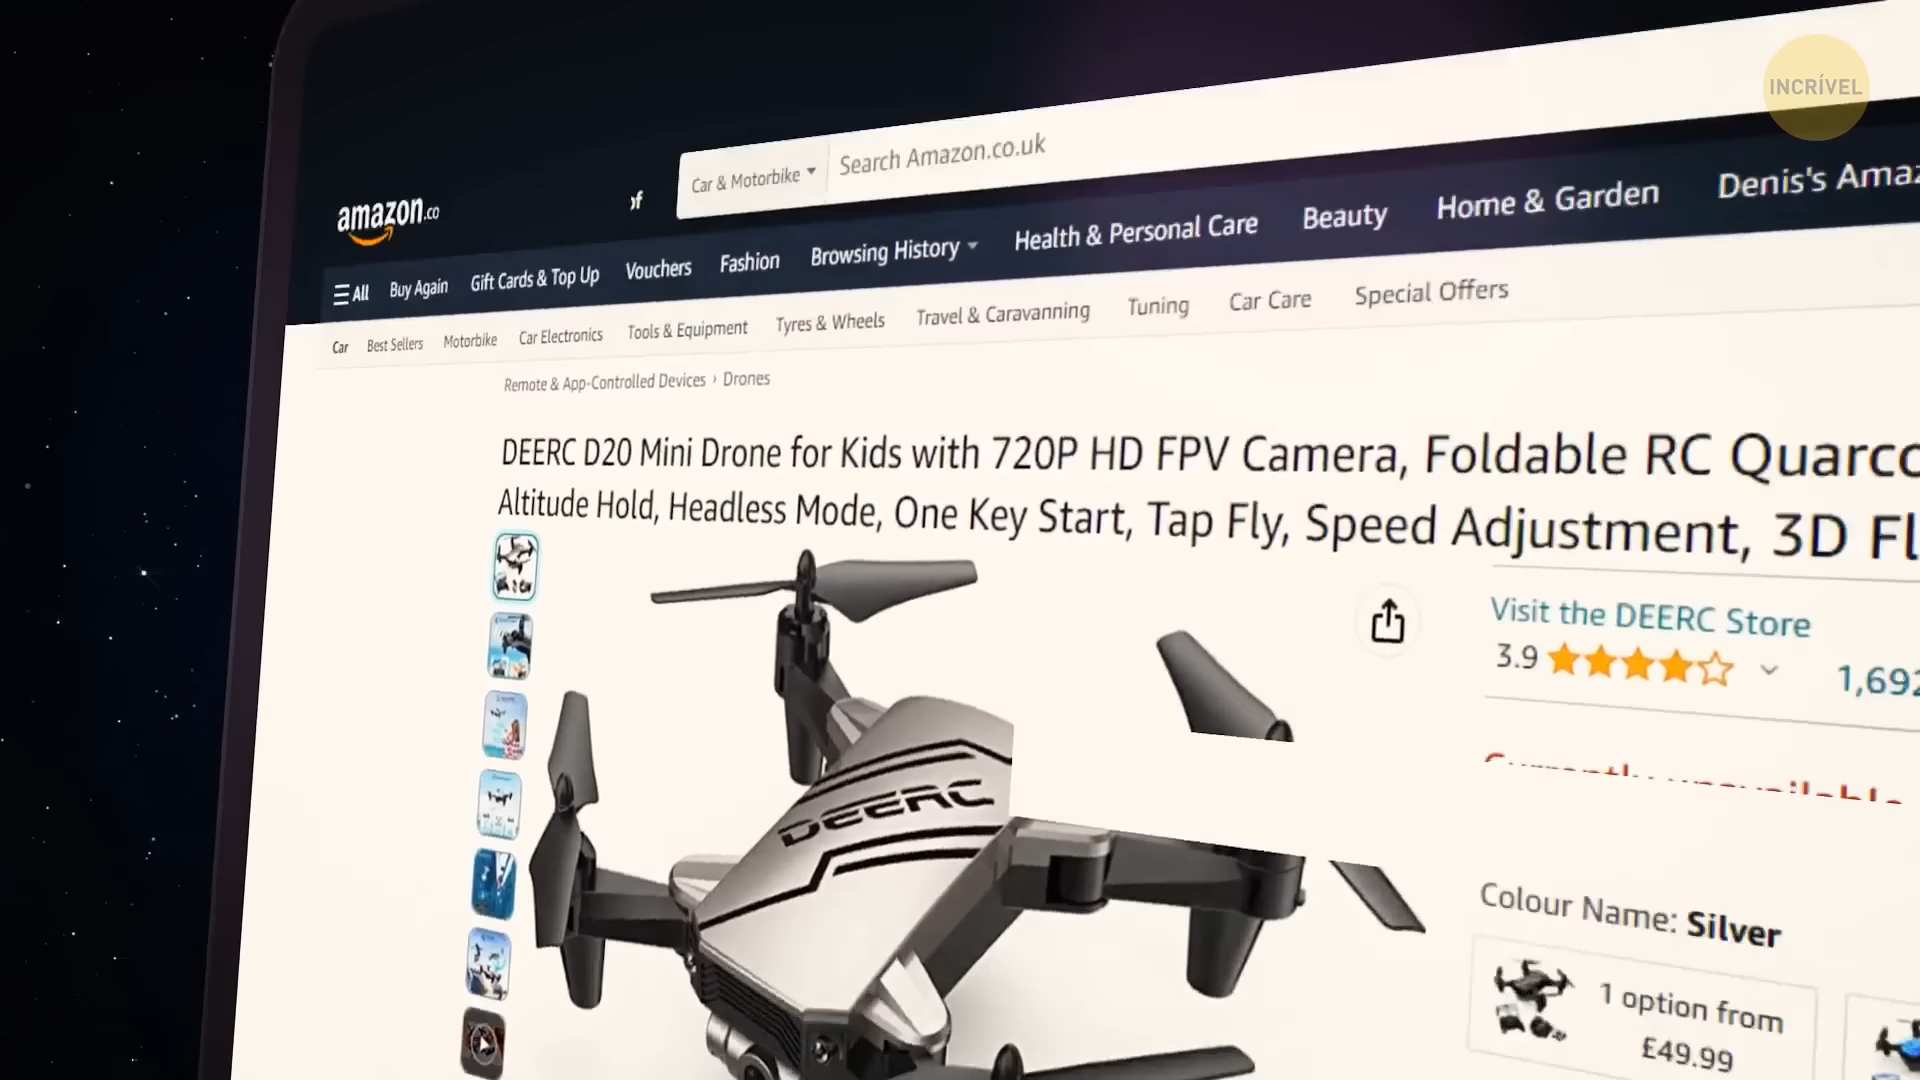 INCRÍVEL
amazon.co
of
Car & Motorbike
Search Amazon.co.uk
All
Buy Again
Gift Cards & Top Up
Vouchers
Fashion
Browsing History
Health & Personal Care
Beauty
Home & Garden
Denis's Amaz
Car
Best Sellers
Motorbike
Car Electronics
Tools & Equipment
Tyres & Wheels
Travel & Caravanning
Tuning
Car Care
Special Offers
Remote & App-Controlled Devices › Drones
DEERC D20 Mini Drone for Kids with 720P HD FPV Camera, Foldable RC Quarcc
Altitude Hold, Headless Mode, One Key Start, Tap Fly, Speed Adjustment, 3D Fl
Visit the DEERC Store
3.9
1,692
DEERC
Colour Name: Silver
1 option from
£49.99